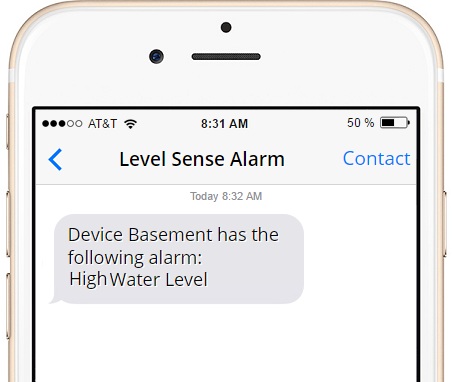 AT&T 8:31 AM 50 %
Level Sense Alarm Contact
Today 8:32 AM
Device Basement has the
following alarm:
High Water Level